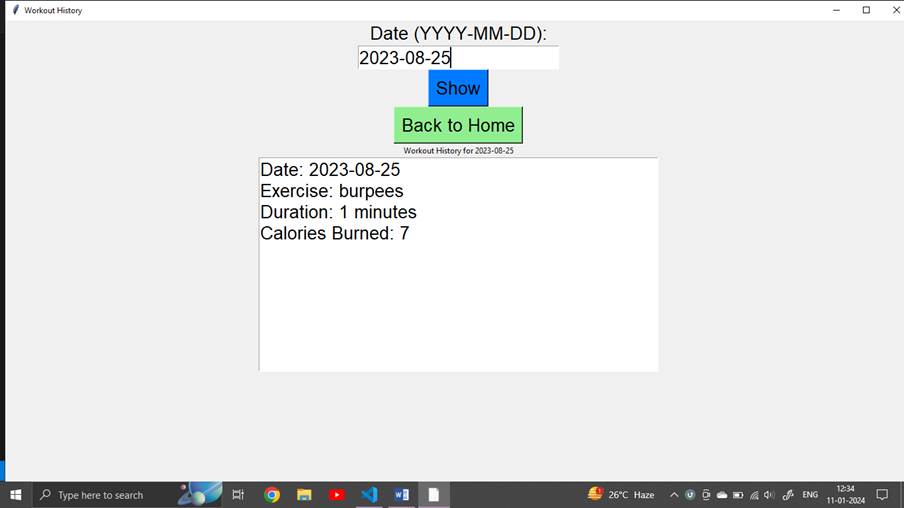 Workout History
Date (YYYY-MM-DD):
2023-08-25
Show
Back to Home
Workout History for 2023-08-25
Date: 2023-08-25
Exercise: burpees
Duration: 1 minutes
Calories Burned: 7
Type here to search
26°C Haze
ENG
12:34
11-01-2024